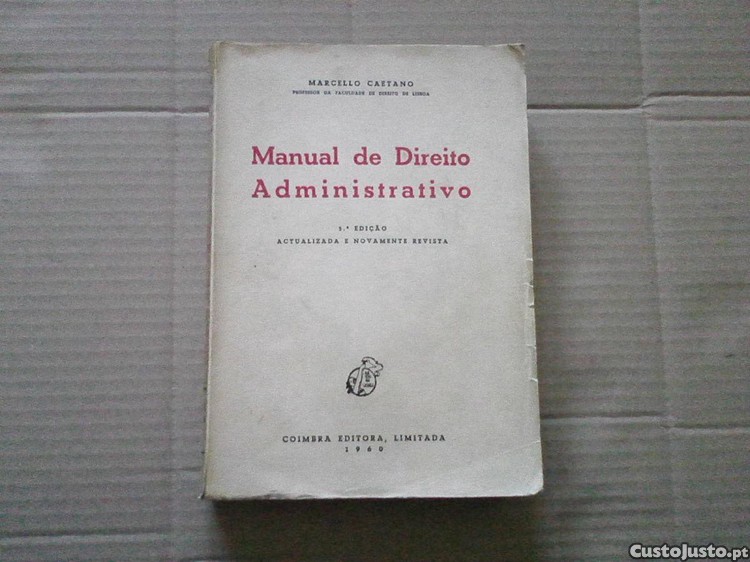 MARCELLO CAETANO
PROFESSOR DA FACULDADE DE DIREITO DE LISBOA
Manual de Direito
Administrativo
5.ª EDIÇÃO
ACTUALIZADA E NOVAMENTE REVISTA
COIMBRA EDITORA, LIMITADA
1960
CustoJusto.pt